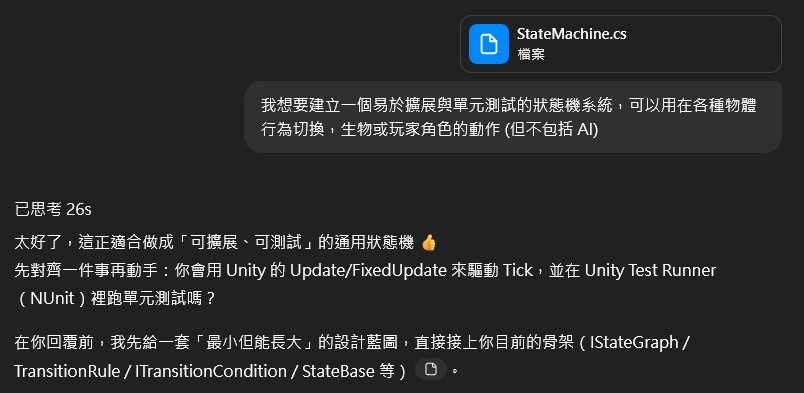 StateMachine.cs
檔案
我想要建立一個易於擴展與單元測試的狀態機系統，可以用在各種物體
行為切換，生物或玩家角色的動作 (但不包括 AI)
已思考 26s
太好了，這正適合做成「可擴展、可測試」的通用狀態機 👍
先對齊一件事再動手：你會用 Unity 的 Update/FixedUpdate 來驅動 Tick，並在 Unity Test Runner
（NUnit）裡跑單元測試嗎？
在你回覆前，我先給一套「最小但能長大」的設計藍圖，直接接上你目前的骨架（IStateGraph /
TransitionRule / ITransitionCondition / StateBase 等）。